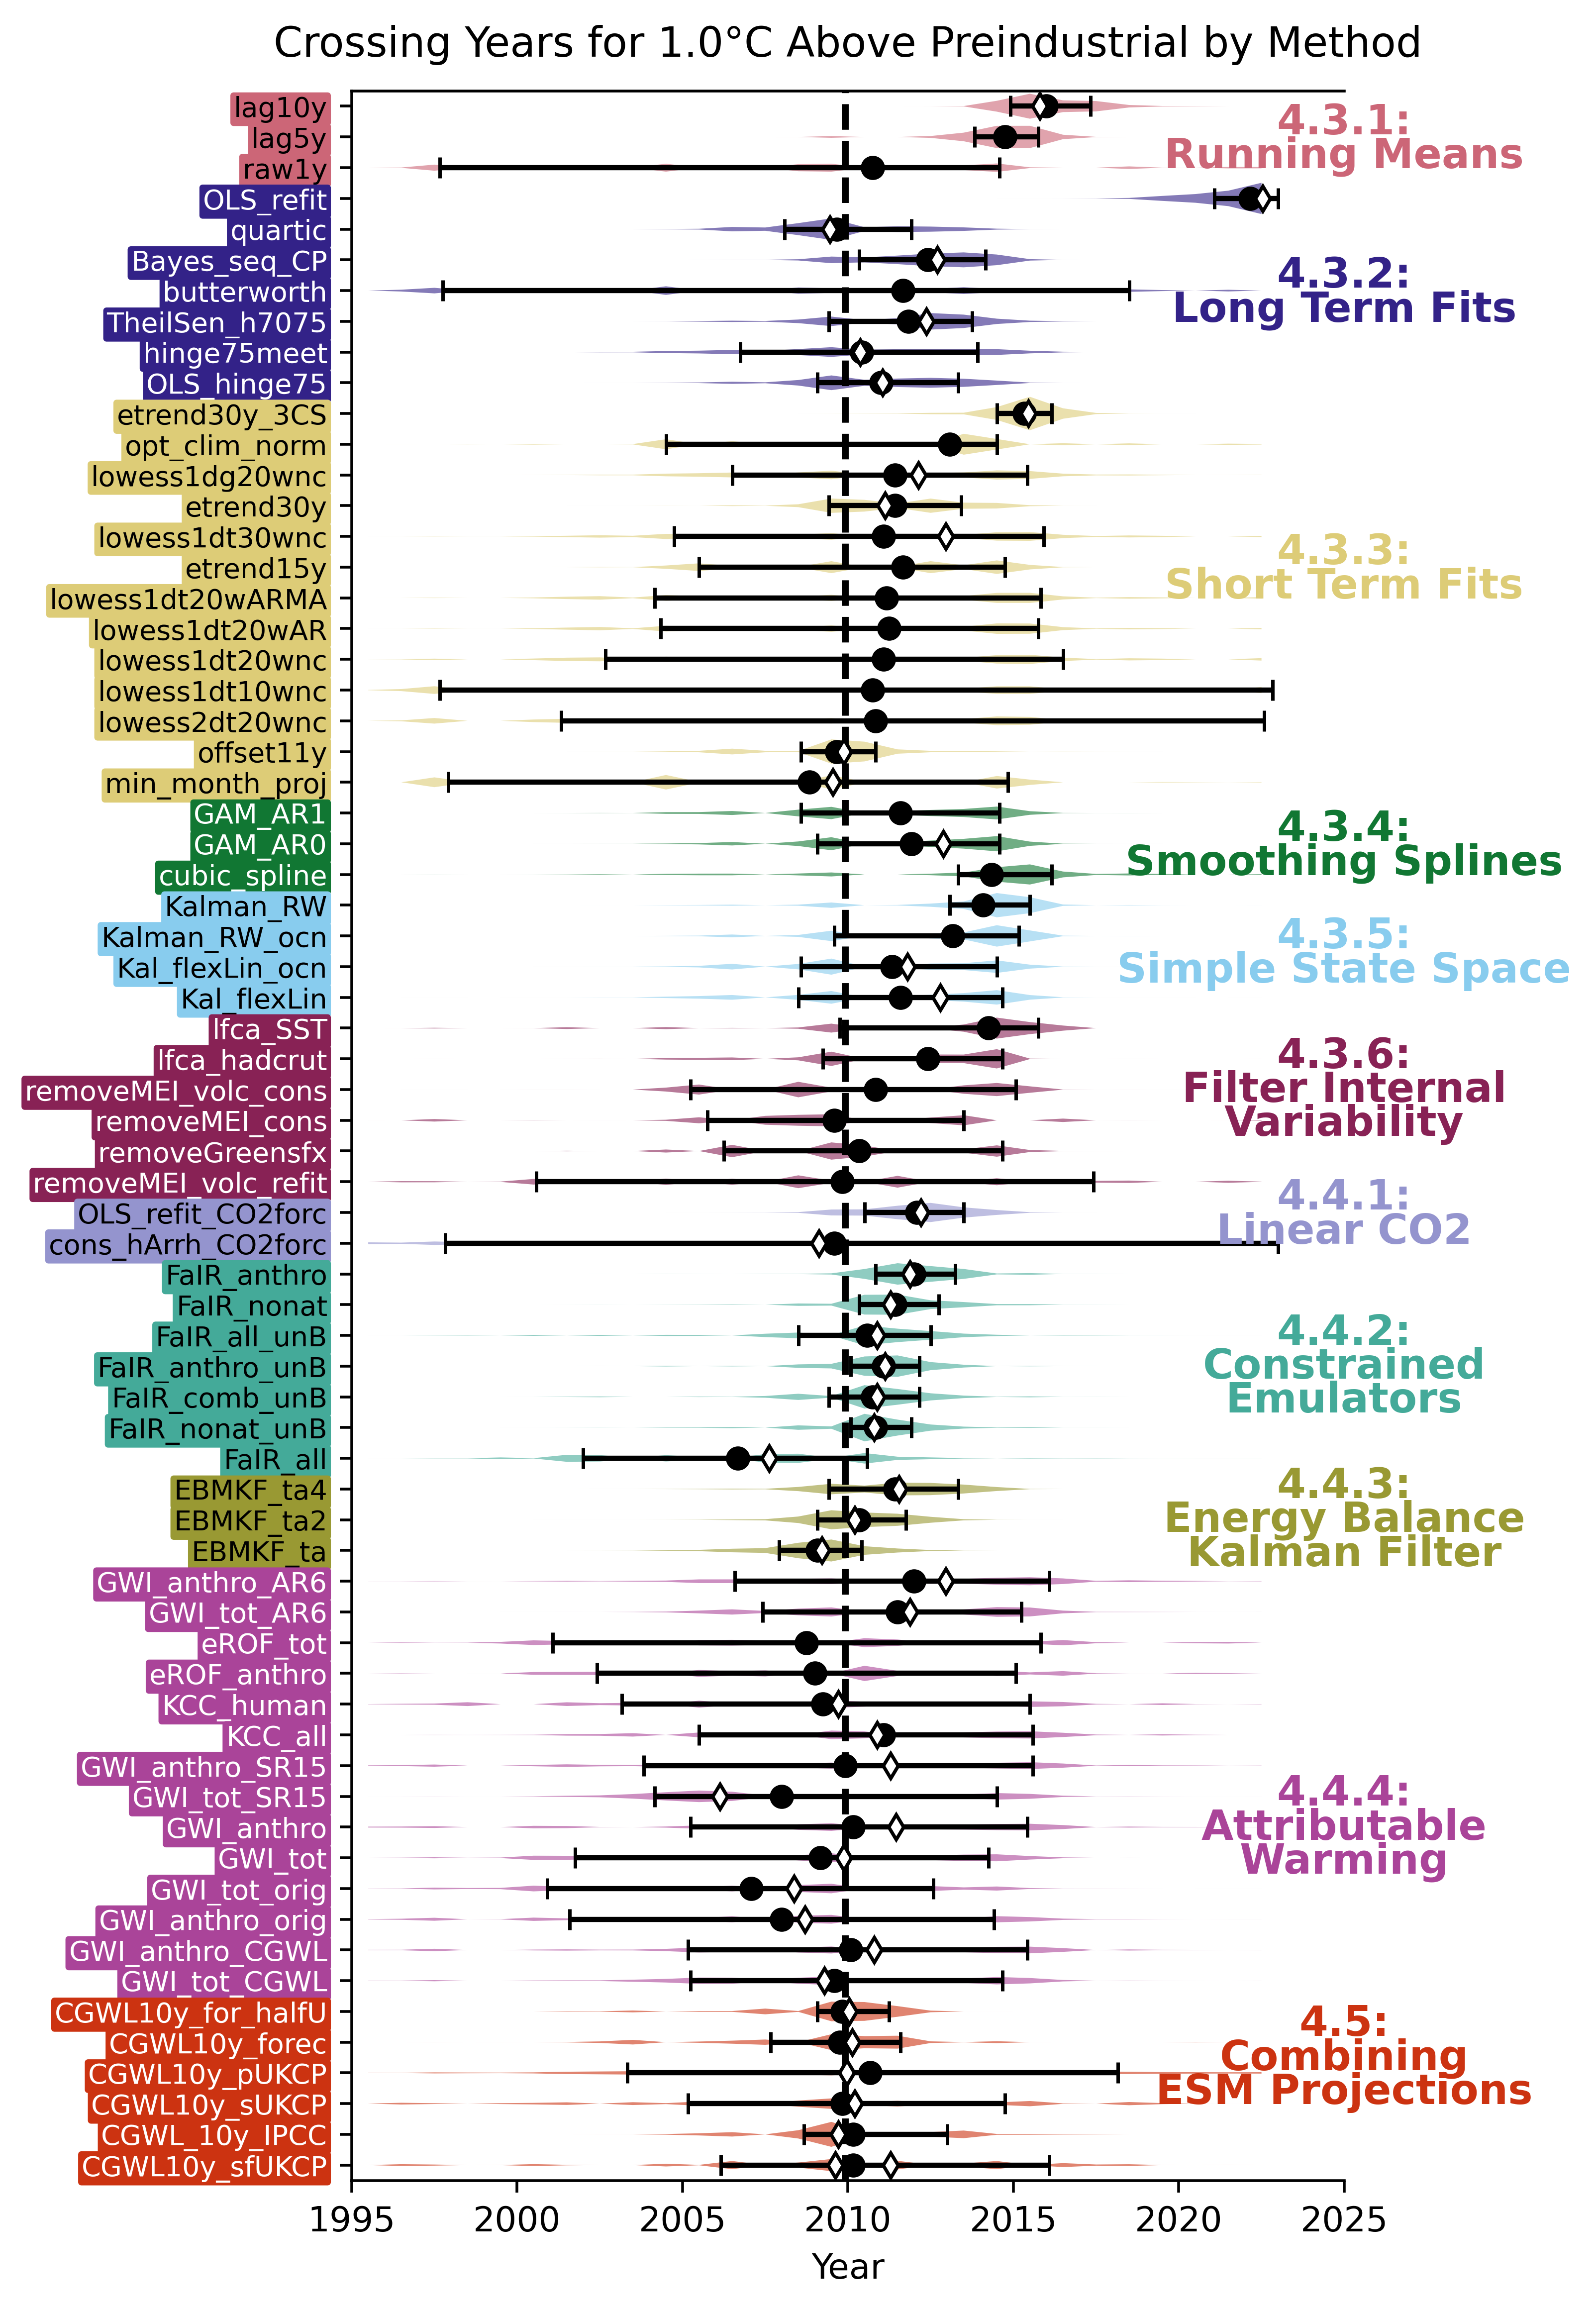 Crossing Years for 1.0°C Above Preindustrial by Method
lag10y
lag5y
raw1y
OLS_refit
quartic
Bayes_seq_CP
butterworth
TheilSen_h7075
hinge75meet
OLS_hinge75
etrend30y_3CS
opt_clim_norm
lowess1dg20wnc
etrend30y
lowess1dt30wnc
etrend15y
lowess1dt20wARMA
lowess1dt20wAR
lowess1dt20wnc
lowess1dt10wnc
lowess2dt20wnc
offset11y
min_month_proj
GAM_AR1
GAM_AR0
cubic_spline
Kalman_RW
Kalman_RW_ocn
Kal_flexLin_ocn
Kal_flexLin
lfca_SST
lfca_hadcrut
removeMEI_volc_cons
removeMEI_cons
removeGreensfx
removeMEI_volc_refit
OLS_refit_CO2forc
cons_hArrh_CO2forc
FaIR_anthro
FaIR_nonat
FaIR_all_unB
FaIR_anthro_unB
FaIR_comb_unB
FaIR_nonat_unB
FaIR_all
EBMKF_ta4
EBMKF_ta2
EBMKF_ta
GWI_anthro_AR6
GWI_tot_AR6
eROF_tot
eROF_anthro
KCC_human
KCC_all
GWI_anthro_SR15
GWI_tot_SR15
GWI_anthro
GWI_tot
GWI_tot_orig
GWI_anthro_orig
GWI_anthro_CGWL
GWI_tot_CGWL
CGWL10y_for_halfU
CGWL10y_forec
CGWL10y_pUKCP
CGWL10y_sUKCP
CGWL_10y_IPCC
CGWL10y_sfUKCP
4.3.1:
Running Means
4.3.2:
Long Term Fits
4.3.3:
Short Term Fits
4.3.4:
Smoothing Splines
4.3.5:
Simple State Space
4.3.6:
Filter Internal
Variability
4.4.1:
Linear CO2
4.4.2:
Constrained
Emulators
4.4.3:
Energy Balance
Kalman Filter
4.4.4:
Attributable
Warming
4.5:
Combining
ESM Projections
1995 2000 2005 2010 2015 2020 2025
Year